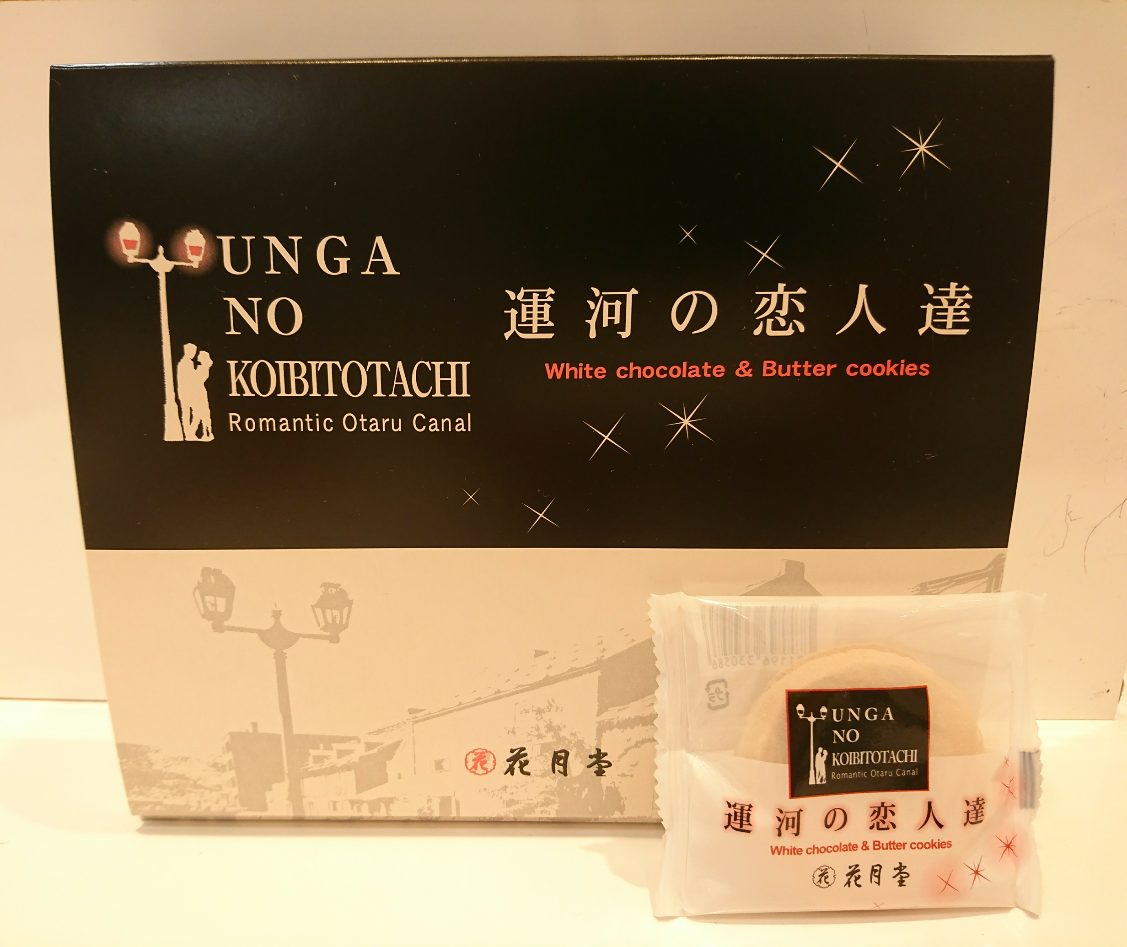 UNGA
NO
KOIBITOTACHI
Romantic Otaru Canal
運河の恋人達
White chocolate & Butter cookies
花 花月堂
UNGA
NO
KOIBITOTACHI
Romantic Otaru Canal
運河の恋人達
White chocolate & Butter cookies
花 花月堂